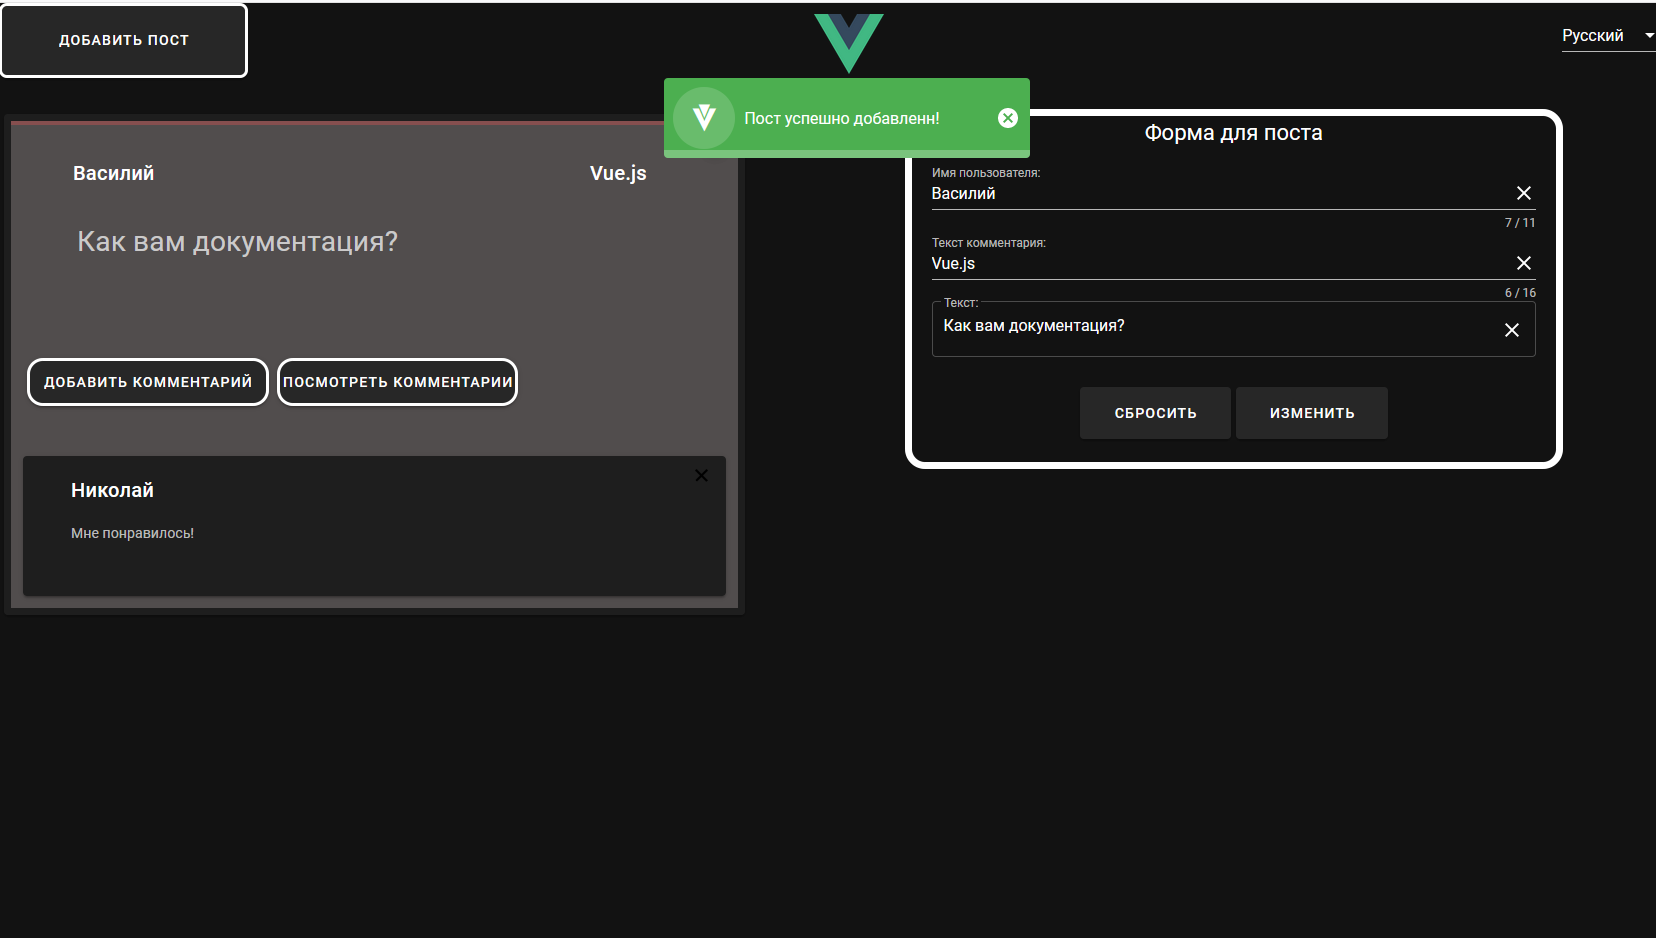 ДОБАВИТЬ ПОСТ
Русский
Пост успешно добавленн!
Василий
Vue.js
Как вам документация?
ДОБАВИТЬ КОММЕНТАРИЙ
ПОСМОТРЕТЬ КОММЕНТАРИИ
Николай
Мне понравилось!
Форма для поста
Имя пользователя:
Василий
7 / 11
Текст комментария:
Vue.js
6 / 16
Текст:
Как вам документация?
СБРОСИТЬ
ИЗМЕНИТЬ